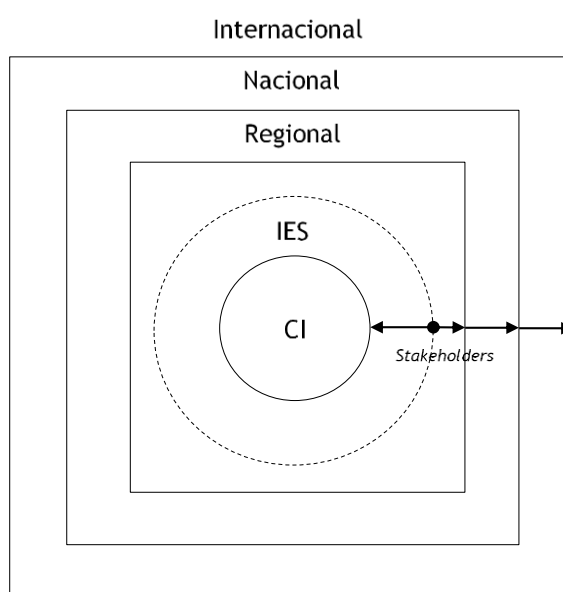 Internacional
Nacional
Regional
IES
CI
Stakeholders